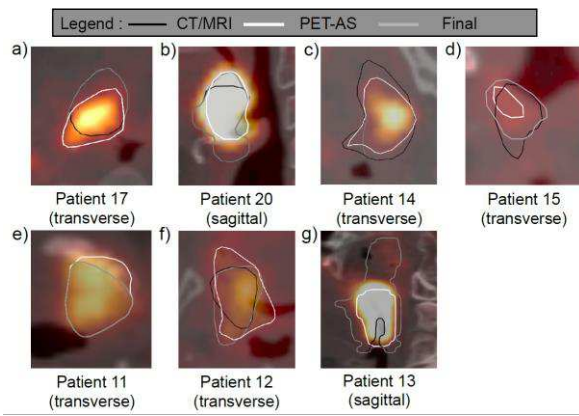 Legend : CT/MRI PET-AS Final
a) b) c) d)
Patient 17 Patient 20 Patient 14 Patient 15
(transverse) (sagittal) (transverse) (transverse)
e) f) g)
Patient 11 Patient 12 Patient 13
(transverse) (transverse) (sagittal)